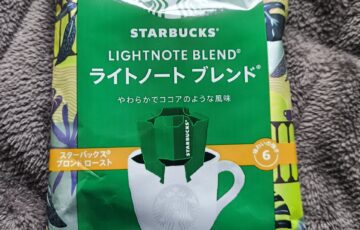 STARBUCKS®
LIGHTNOTE BLEND®
ライトノート ブレンド®
やわらかでココアのような風味
スターバックス®
ブロンド ロースト
6